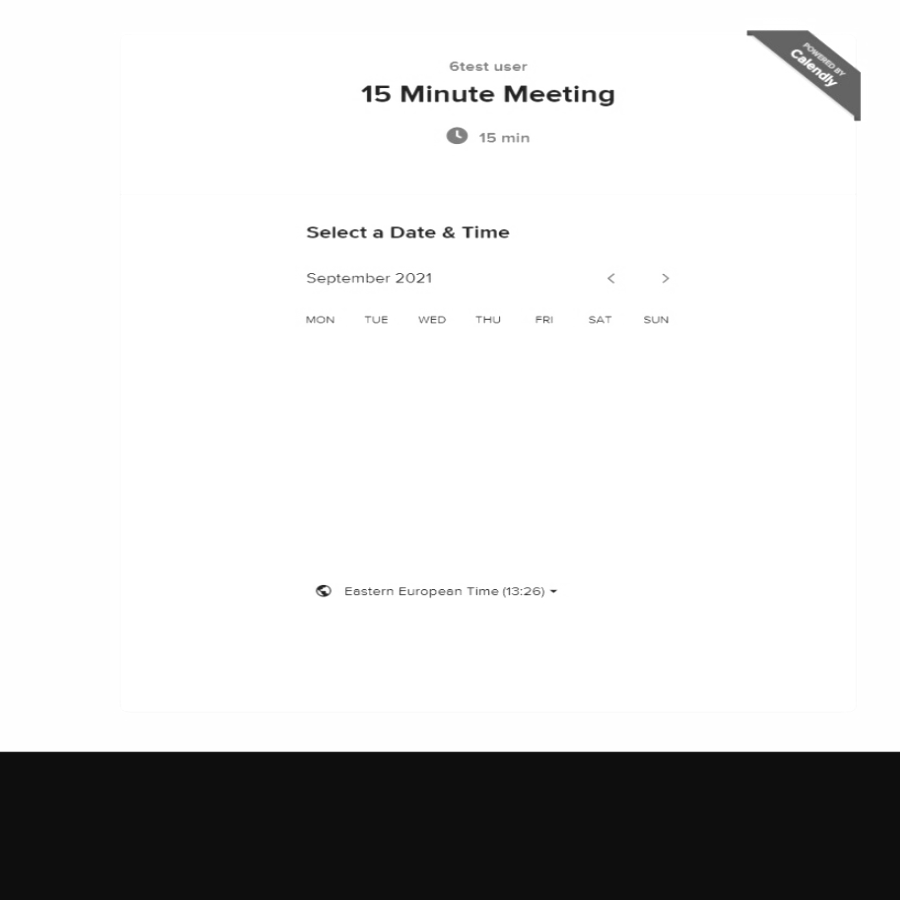 POWERED BY
Calendly
6test user
15 Minute Meeting
15 min
Select a Date & Time
September 2021
MON TUE WED THU FRI SAT SUN
Eastern European Time (13:26)